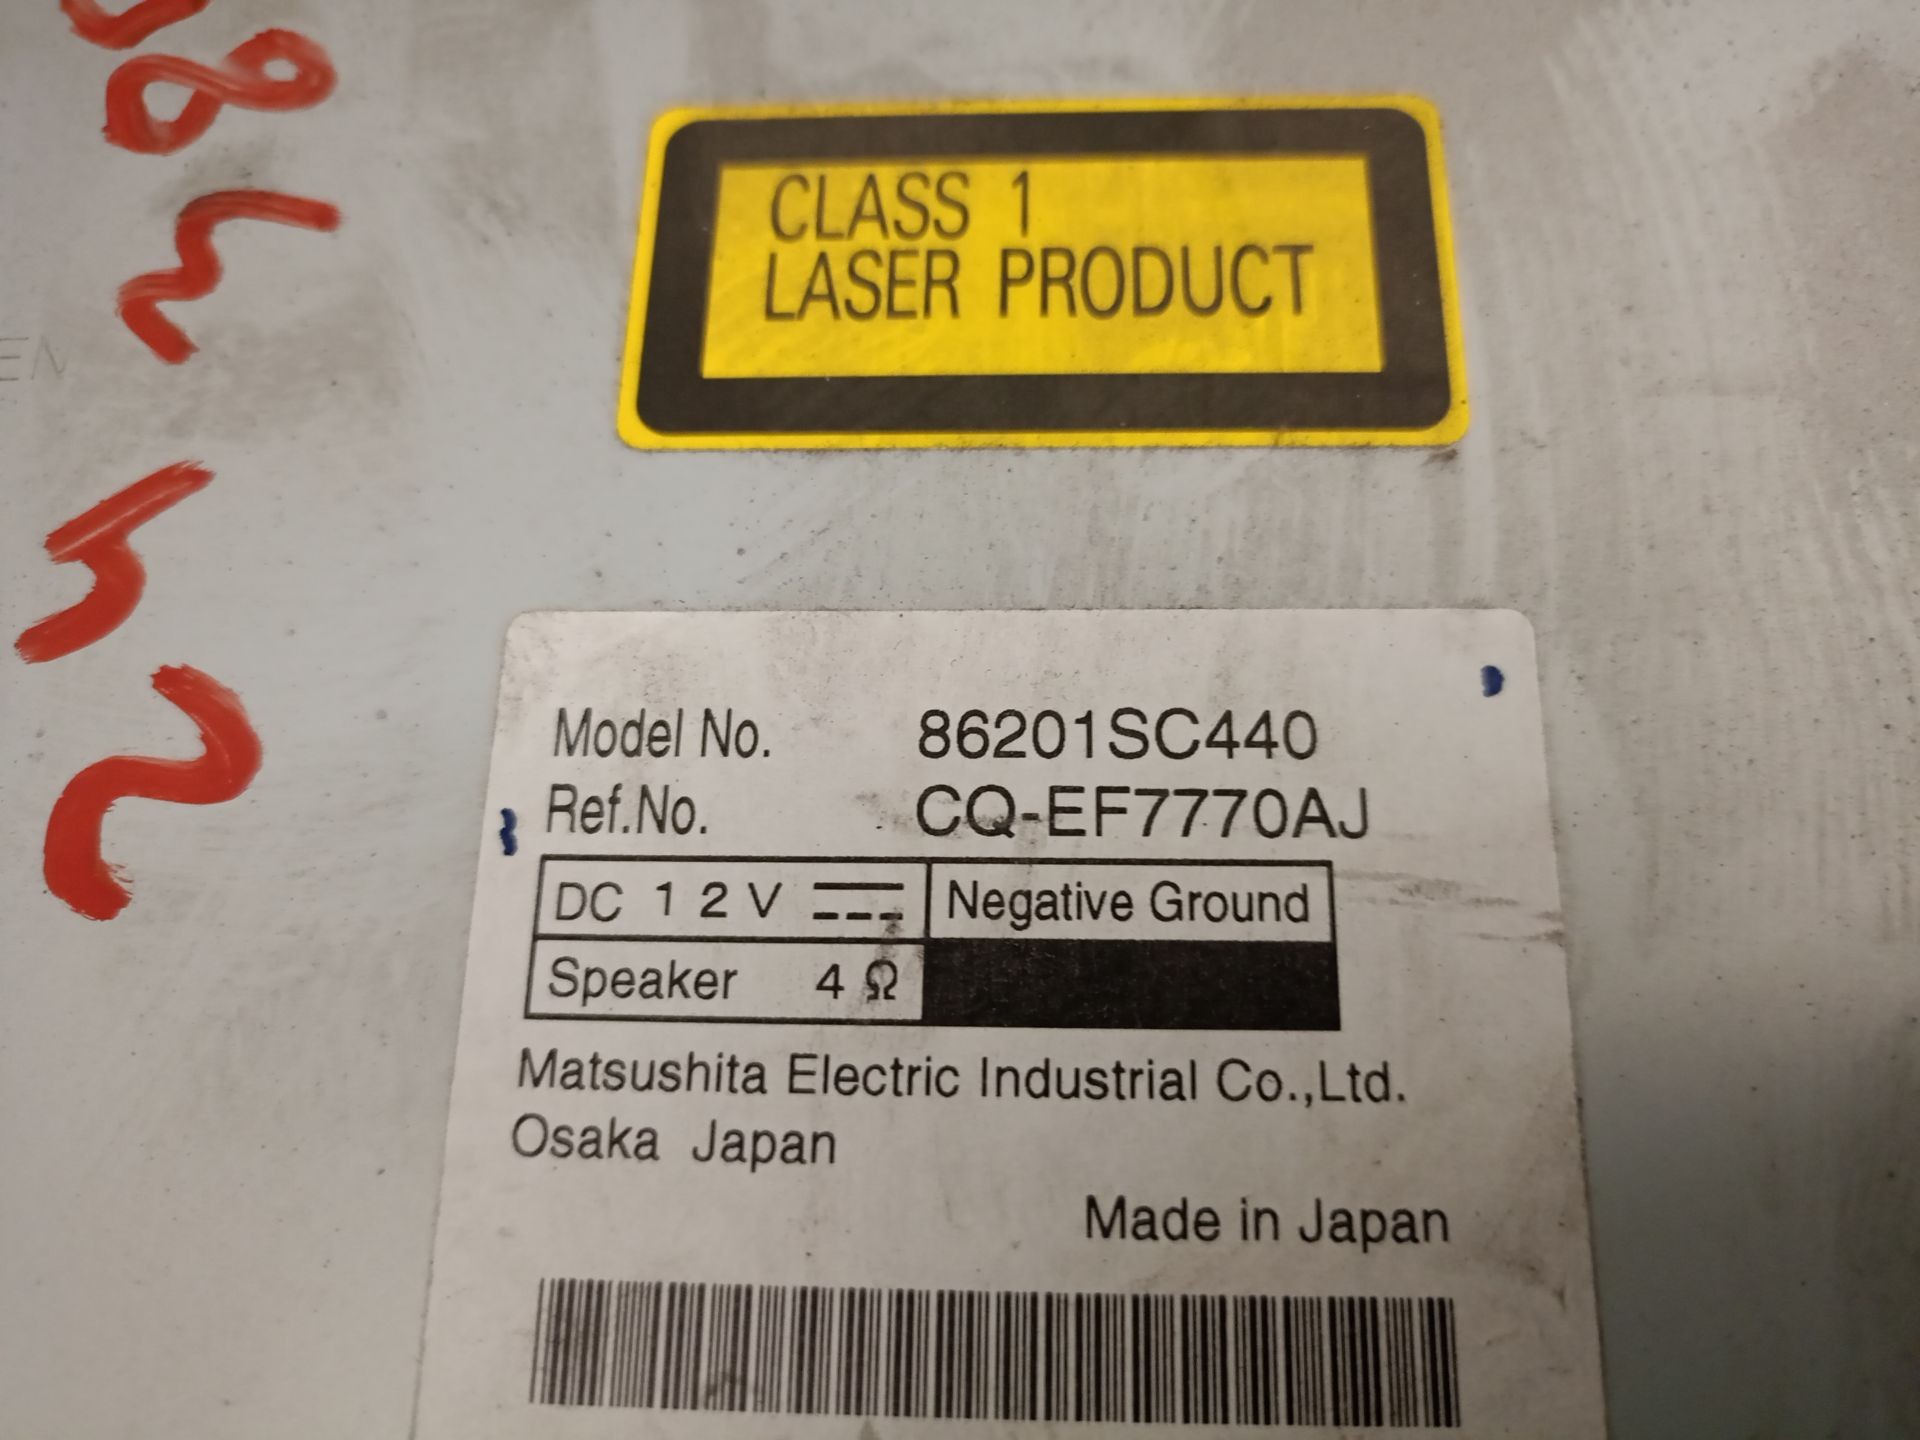 CLASS 1
LASER PRODUCT
Model No. 86201SC440
Ref.No. CQ-EF7770AJ
DC 12V Negative Ground
Speaker 4 Ω
Matsushita Electric Industrial Co.,Ltd.
Osaka Japan
Made in Japan